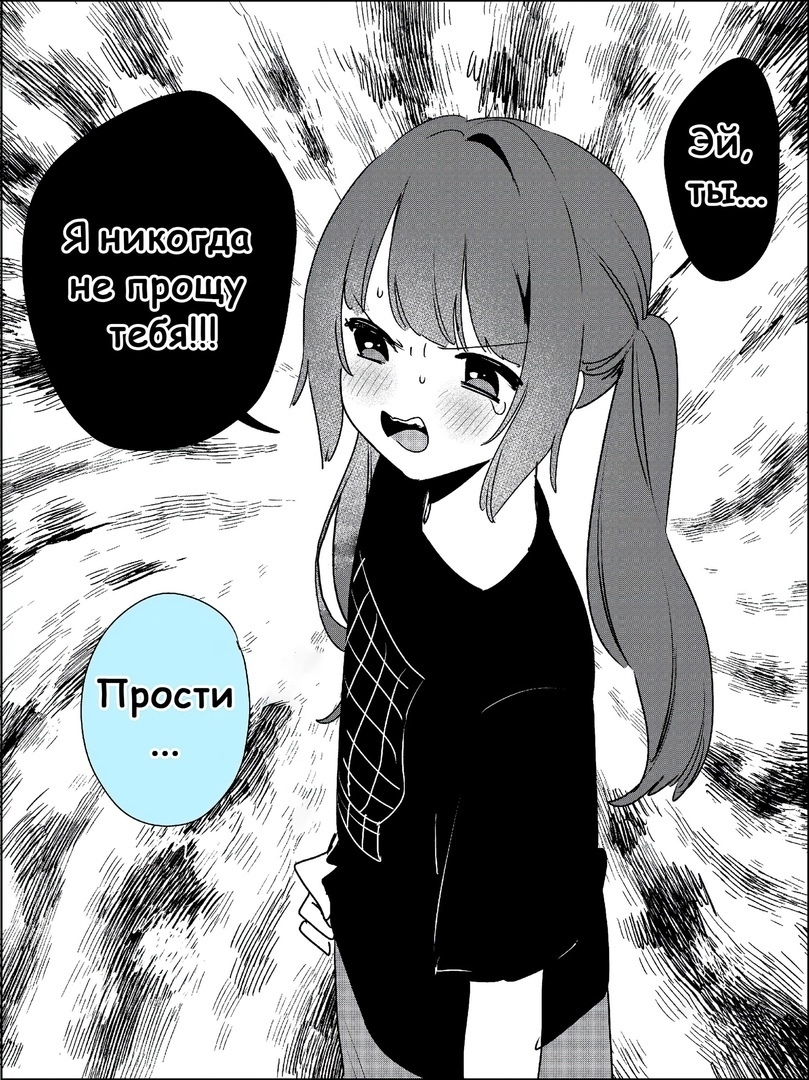 Эй,
ты...
Я никогда
не прощу
тебя!!!
Прости
...